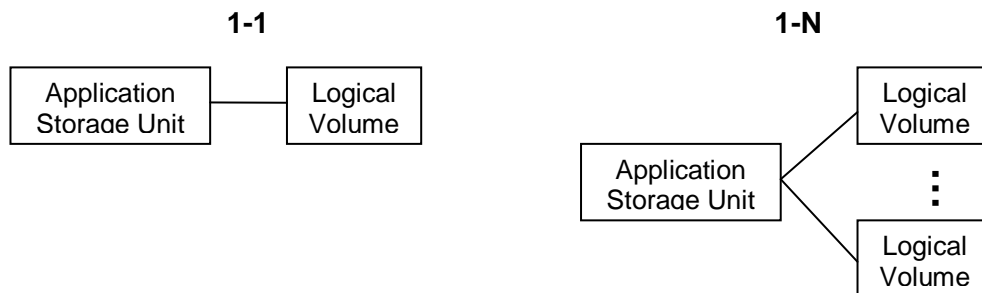 1-1
Application
Storage Unit
Logical
Volume
1-N
Application
Storage Unit
Logical
Volume
Logical
Volume